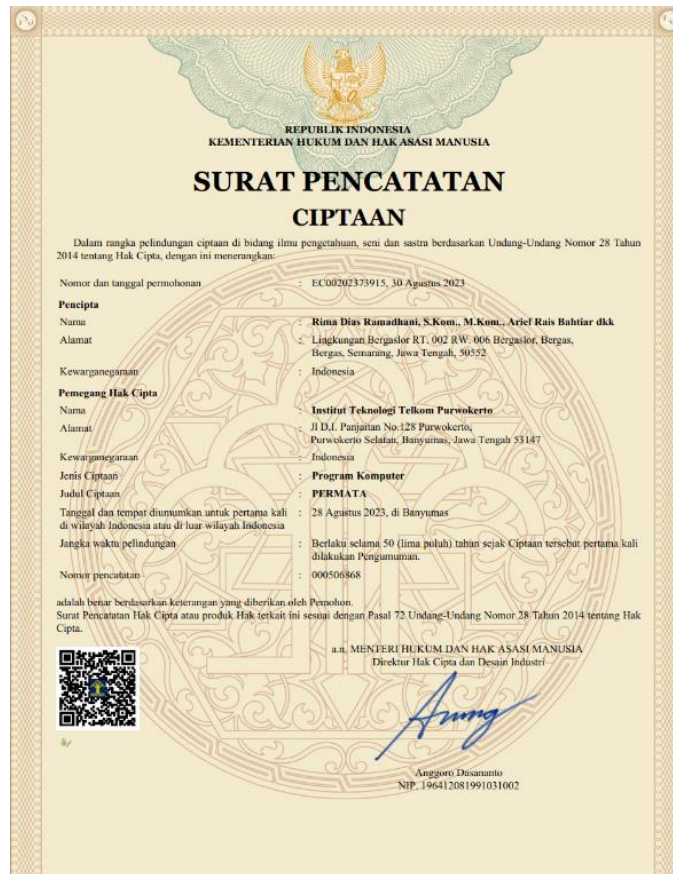 REPUBLIK INDONESIA
KEMENTERIAN HUKUM DAN HAK ASASI MANUSIA
SURAT PENCATATAN
CIPTAAN
Dalam rangka pelindungan ciptaan di bidang ilmu pengetahuan, seni dan sastra berdasarkan Undang-Undang Nomor 28 Tahun
2014 tentang Hak Cipta, dengan ini menerangkan:
Nomor dan tanggal permohonan : EC00202373915, 30 Agustus 2023
Pencipta
Nama : Rima Dias Ramadhani, S.Kom., M.Kom., Arief Rais Bahtiar dkk
Alamat : Lingkungan Bergaslor RT. 002 RW. 006 Bergaslor, Bergas,
Bergas, Semarang, Jawa Tengah, 50552
Kewarganegaraan : Indonesia
Pemegang Hak Cipta
Nama : Institut Teknologi Telkom Purwokerto
Alamat : Jl D.I. Panjaitan No.128 Purwokerto,
Purwokerto Selatan, Banyumas, Jawa Tengah 53147
Kewarganegaraan : Indonesia
Jenis Ciptaan : Program Komputer
Judul Ciptaan : PERMATA
Tanggal dan tempat diumumkan untuk pertama kali : 28 Agustus 2023, di Banyumas
di wilayah Indonesia atau di luar wilayah Indonesia
Jangka waktu pelindungan : Berlaku selama 50 (lima puluh) tahun sejak Ciptaan tersebut pertama kali
dilakukan Pengumuman.
Nomor pencatatan : 000506868
adalah benar berdasarkan keterangan yang diberikan oleh Pemohon.
Surat Pencatatan Hak Cipta atau produk Hak terkait ini sesuai dengan Pasal 72 Undang-Undang Nomor 28 Tahun 2014 tentang Hak
Cipta.
a.n. MENTERI HUKUM DAN HAK ASASI MANUSIA
Direktur Hak Cipta dan Desain Industri
Anggoro Dasananto
NIP. 196412081991031002